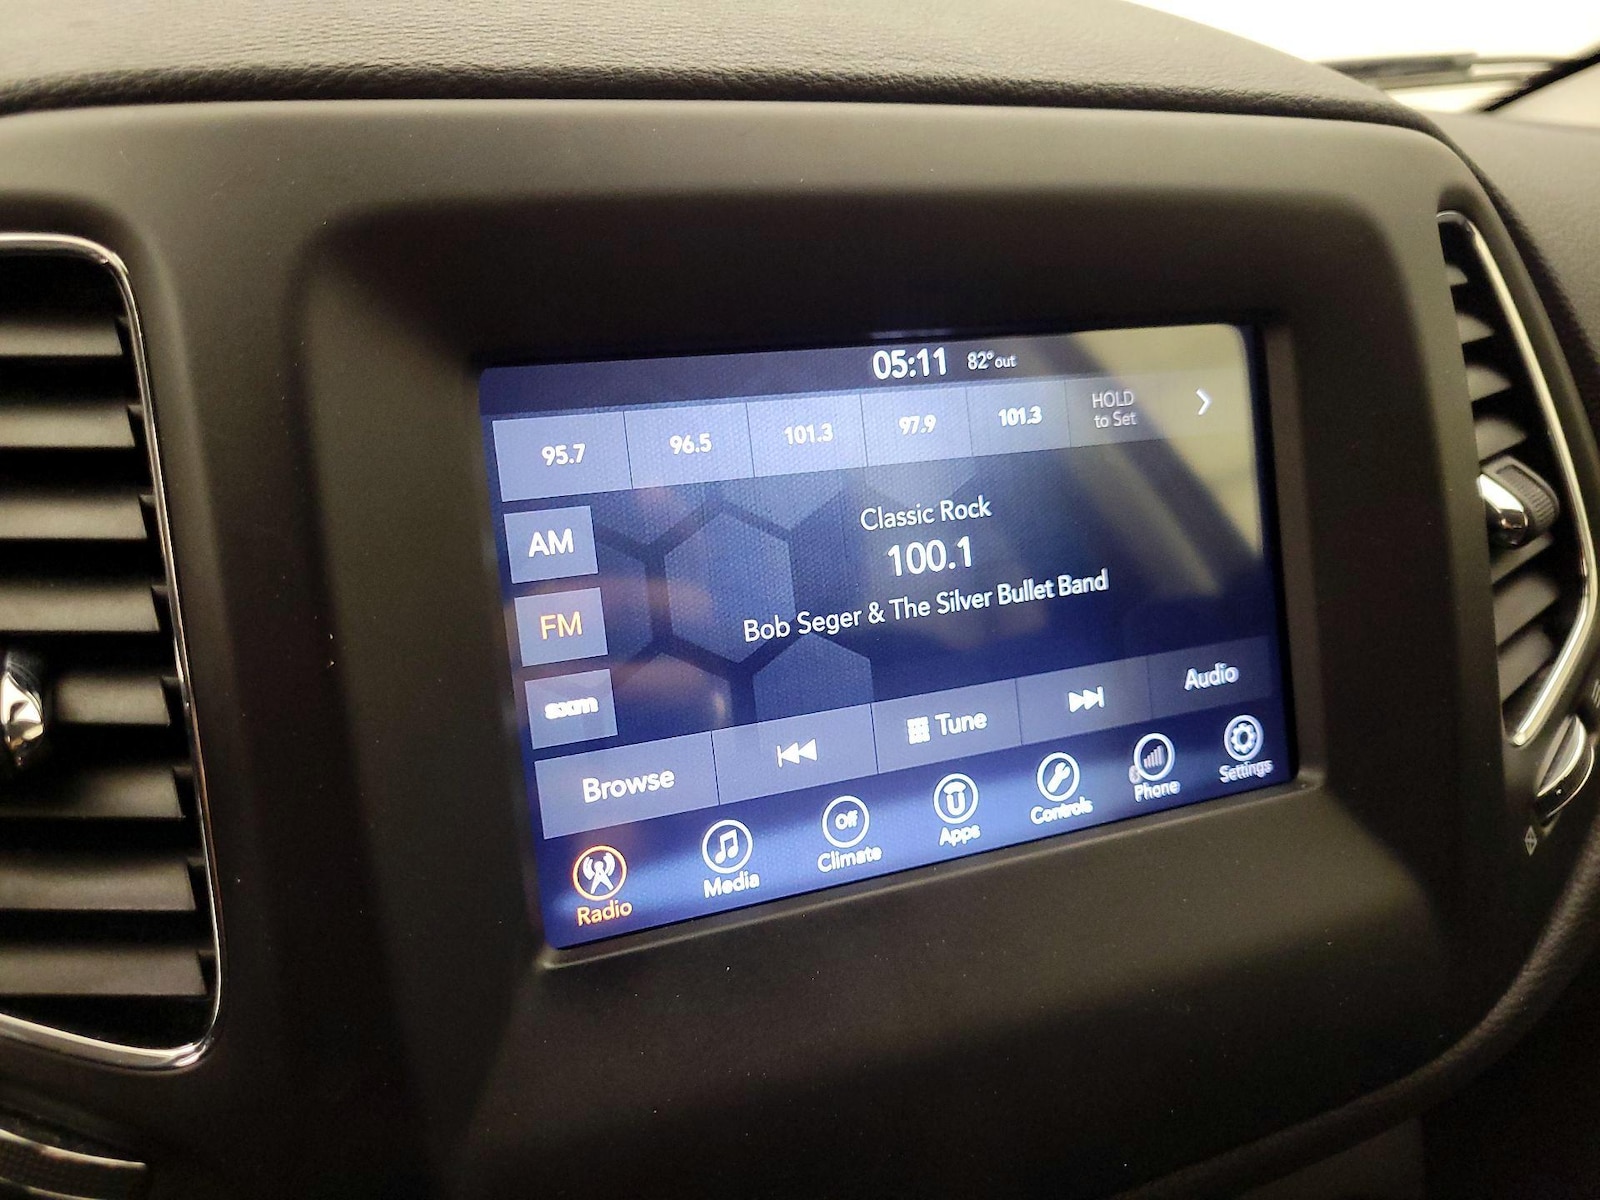 05:11 82° out
95.7 96.5 101.3 97.9 101.3 HOLD
to Set
Classic Rock
AM
100.1
FM
Bob Seger & The Silver Bullet Band
sxm
Browse Tune Audio
Off
Radio Media Climate Apps Controls Phone Settings